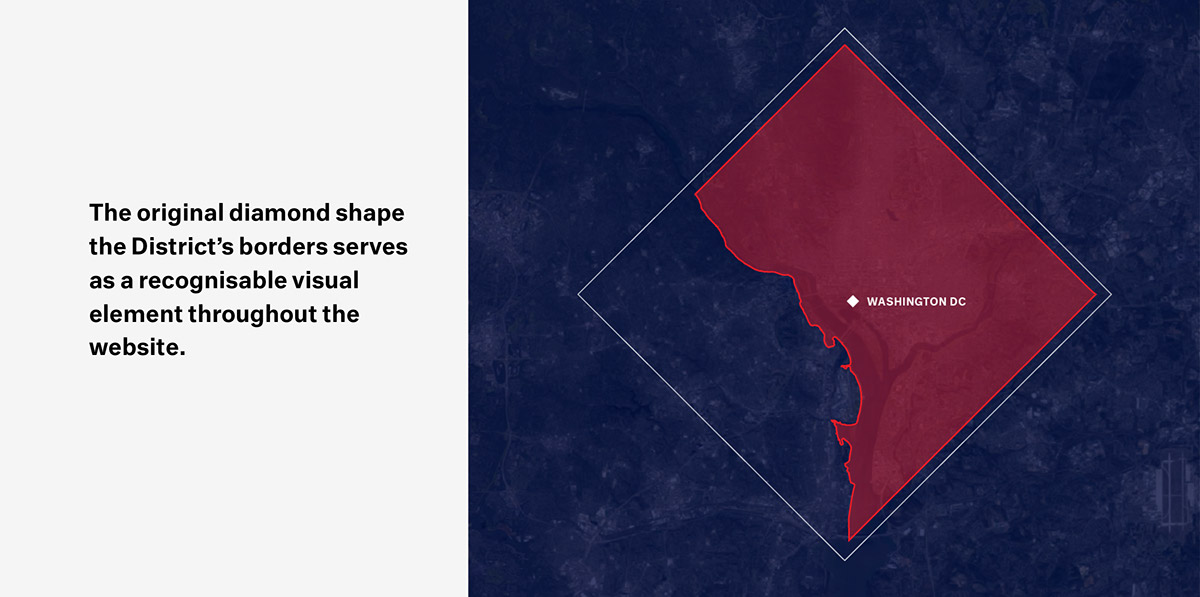 The original diamond shape
the District’s borders serves
as a recognisable visual
element throughout the
website.
WASHINGTON DC